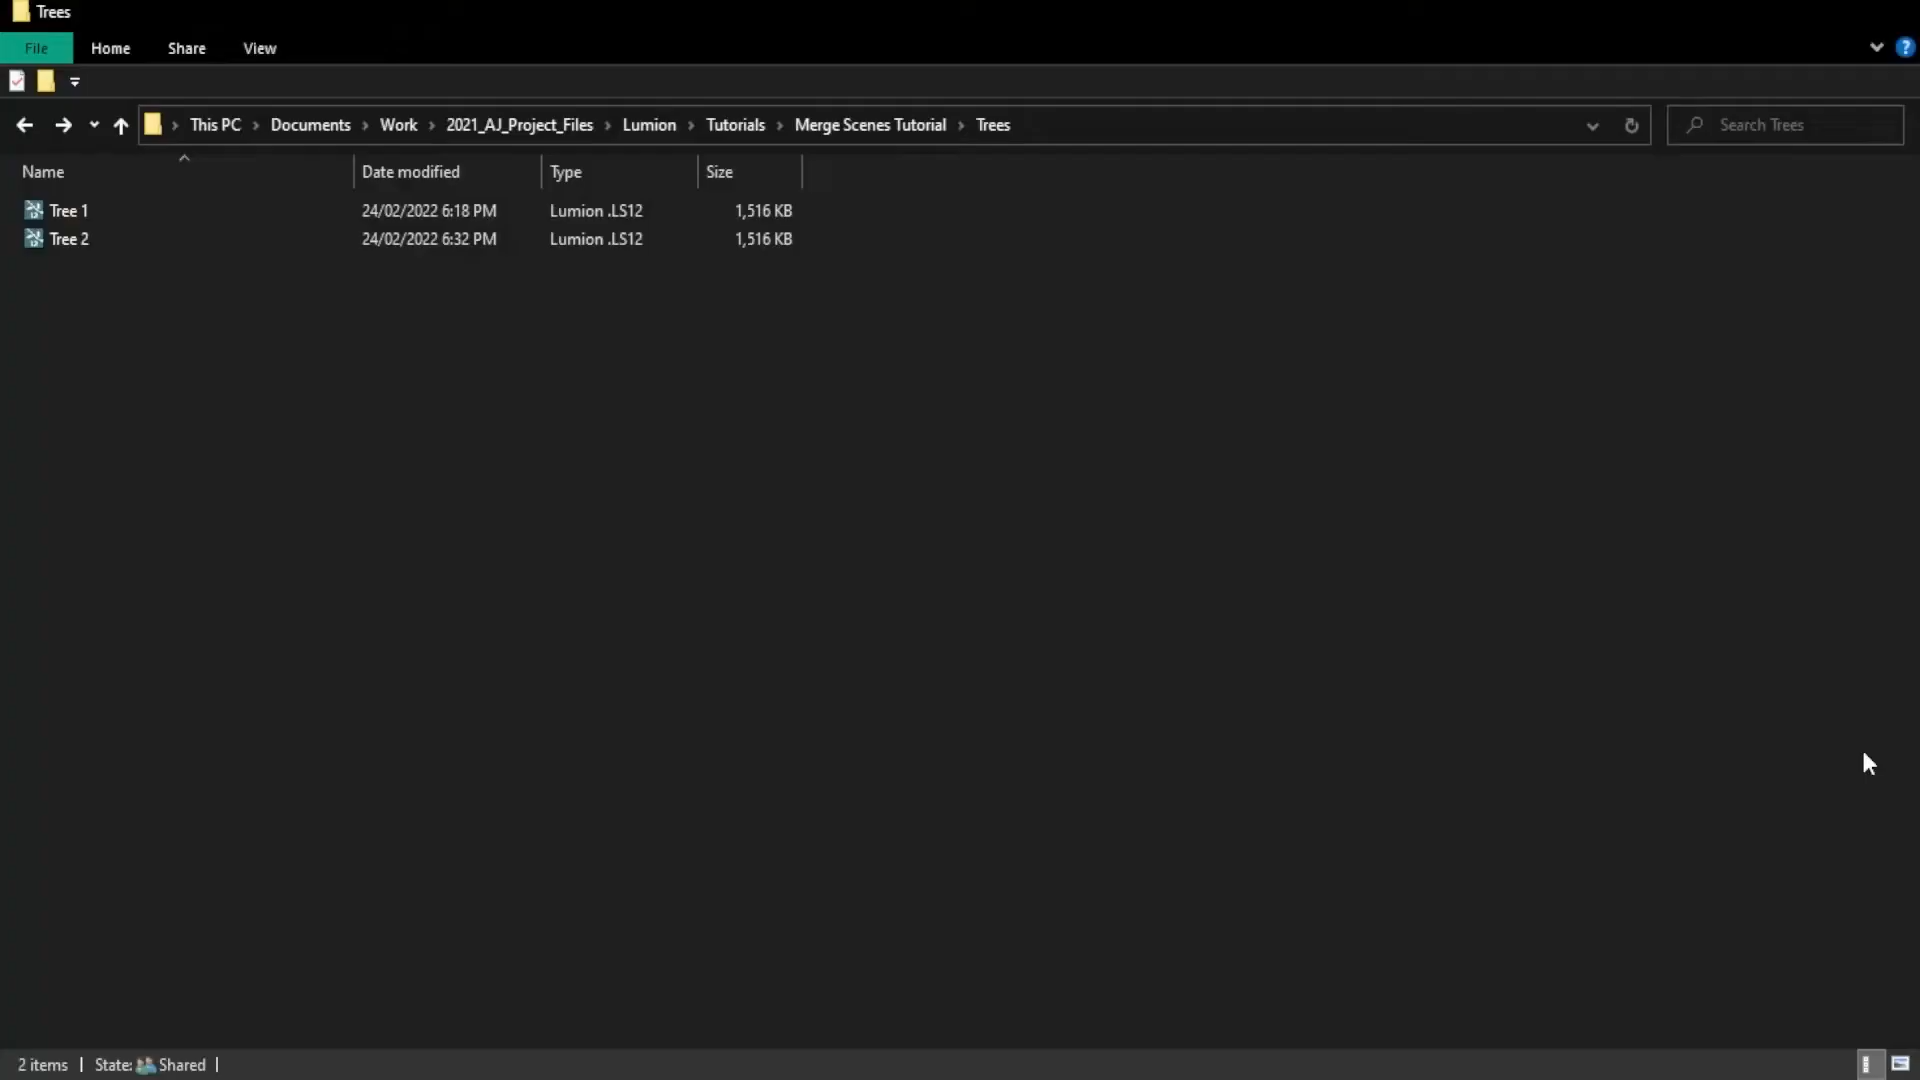 Trees
File Home Share View
This PC Documents Work 2021_AJ_Project_Files Lumion Tutorials Merge Scenes Tutorial Trees Search Trees
Name Date modified Type Size
Tree 1 24/02/2022 6:18 PM Lumion .LS12 1,516 KB
Tree 2 24/02/2022 6:32 PM Lumion .LS12 1,516 KB
2 items State: Shared